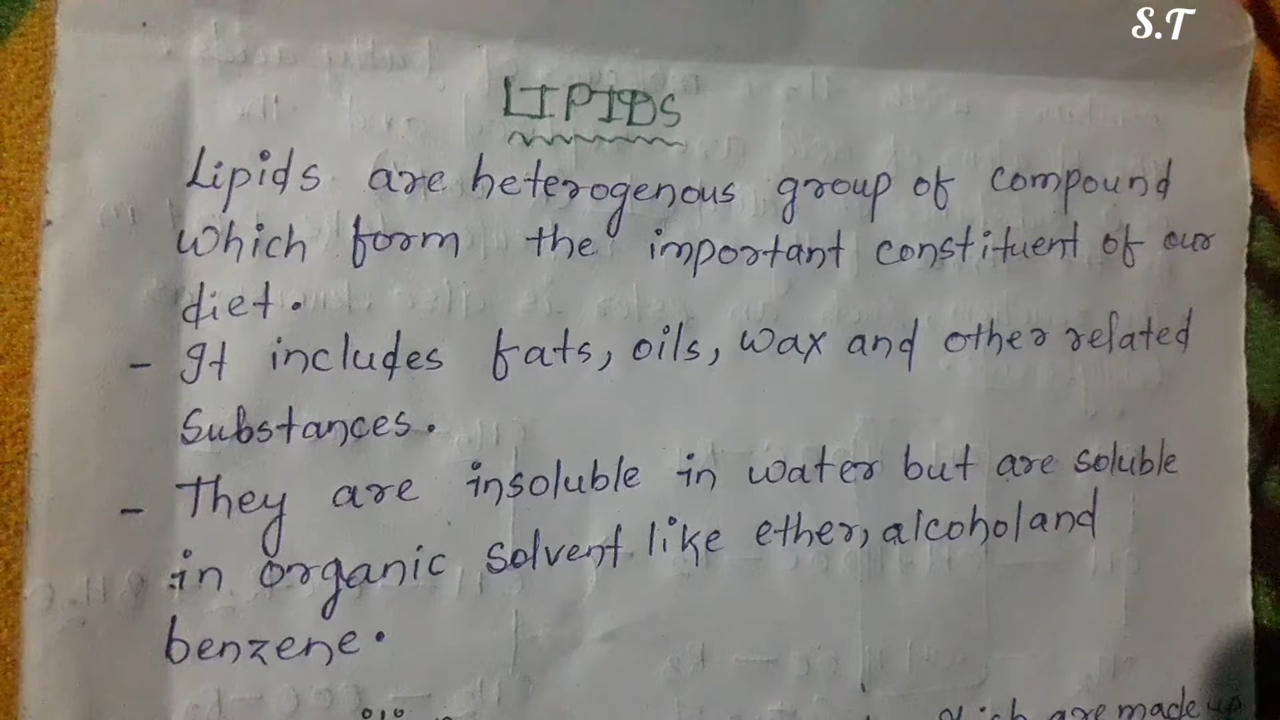 S.T
LIPIDS
Lipids are heterogenous group of compound
which form the important constituent of our
diet.
- It includes fats, oils, wax and other related
Substances.
- They are insoluble in water but are soluble
in organic solvent like ether, alcohol and
benzene.
which are made up